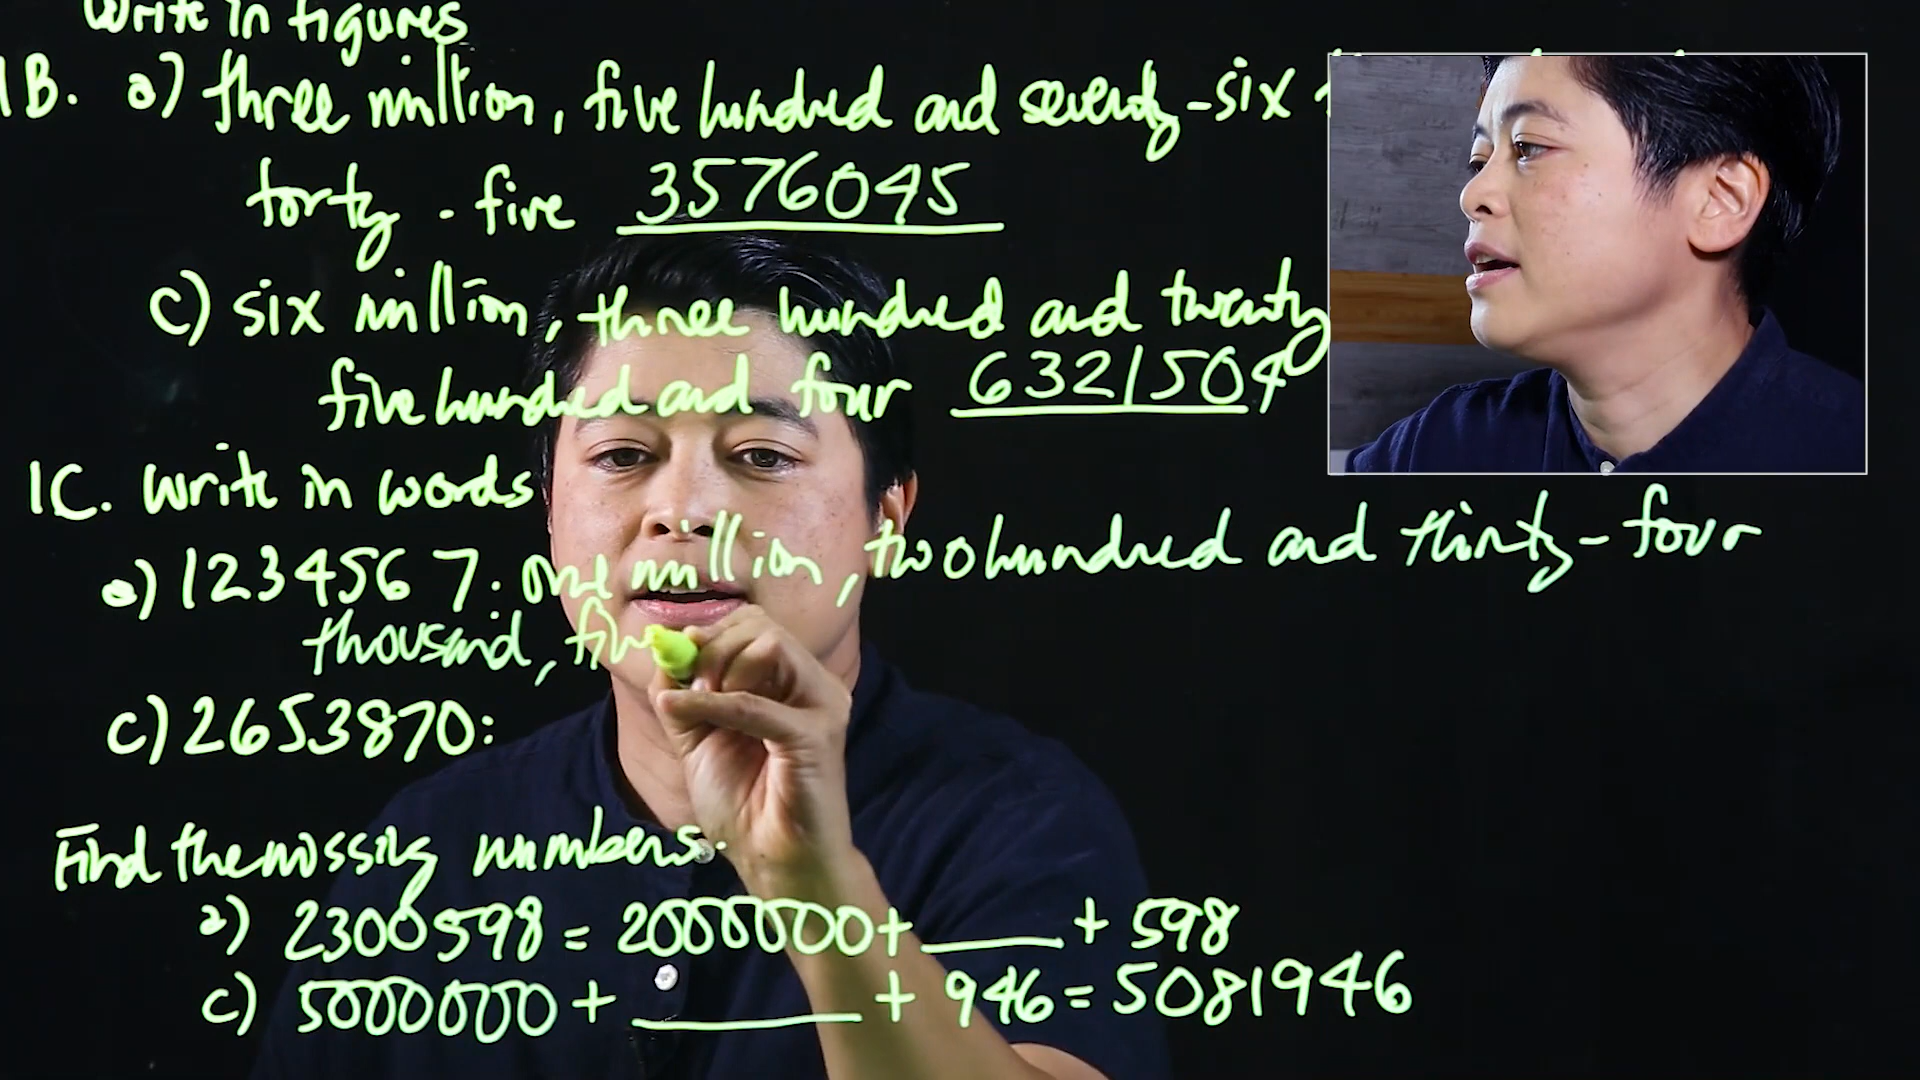 Write in figures
1B. a) three million, five hundred and seventy-six
forty-five 3576045
c) six million, three hundred and twenty
five hundred and four 6321504
1C. Write in words
a) 1234567: one million, two hundred and thirty-four
thousand, five
c) 2653870:
Find the missing numbers.
a) 2300598 = 2000000 + ____ + 598
c) 5000000 + ____ + 946 = 5081946